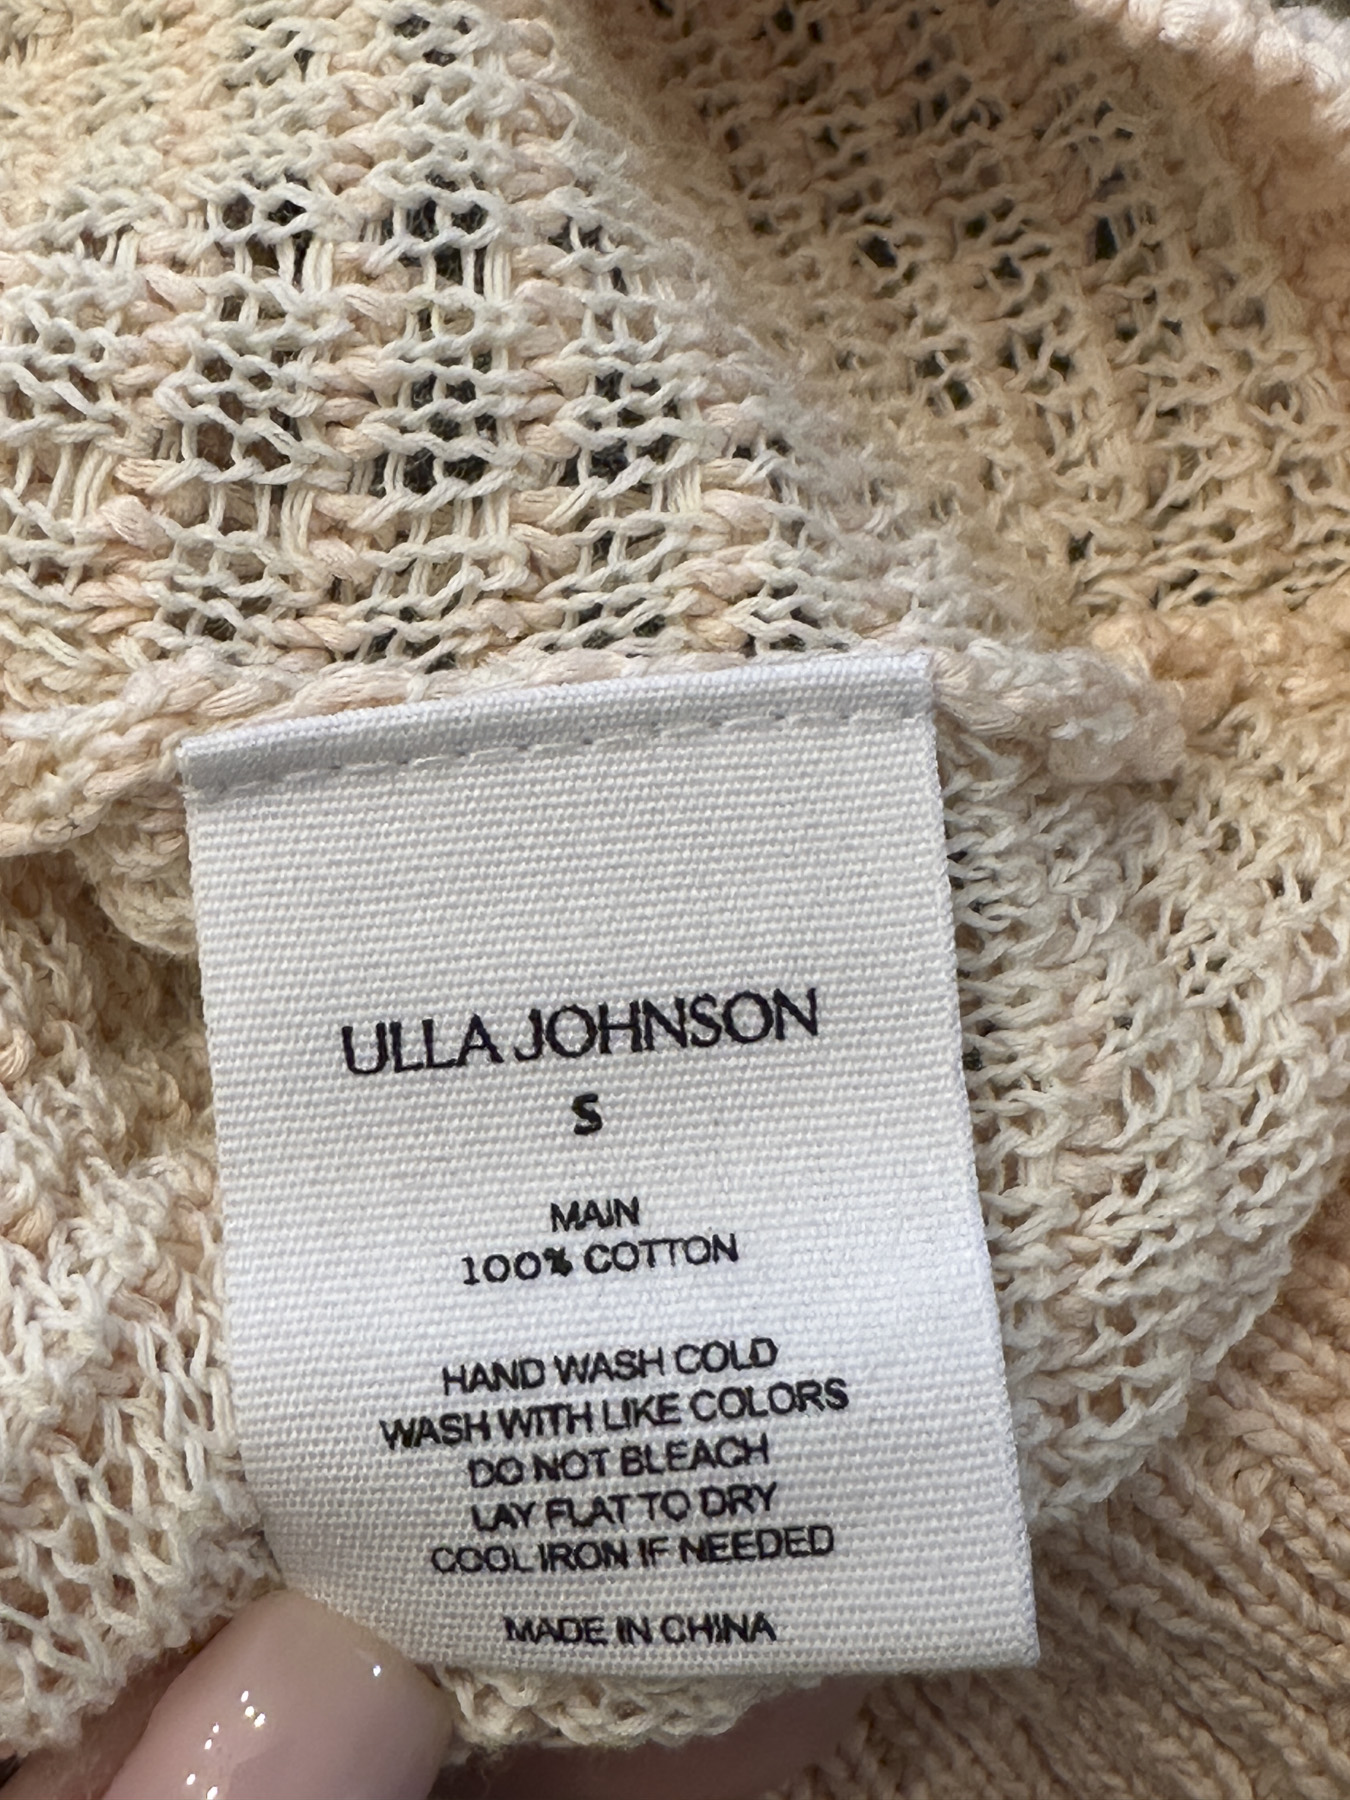 ULLA JOHNSON
S
MAIN
100% COTTON
HAND WASH COLD
WASH WITH LIKE COLORS
DO NOT BLEACH
LAY FLAT TO DRY
COOL IRON IF NEEDED
MADE IN CHINA